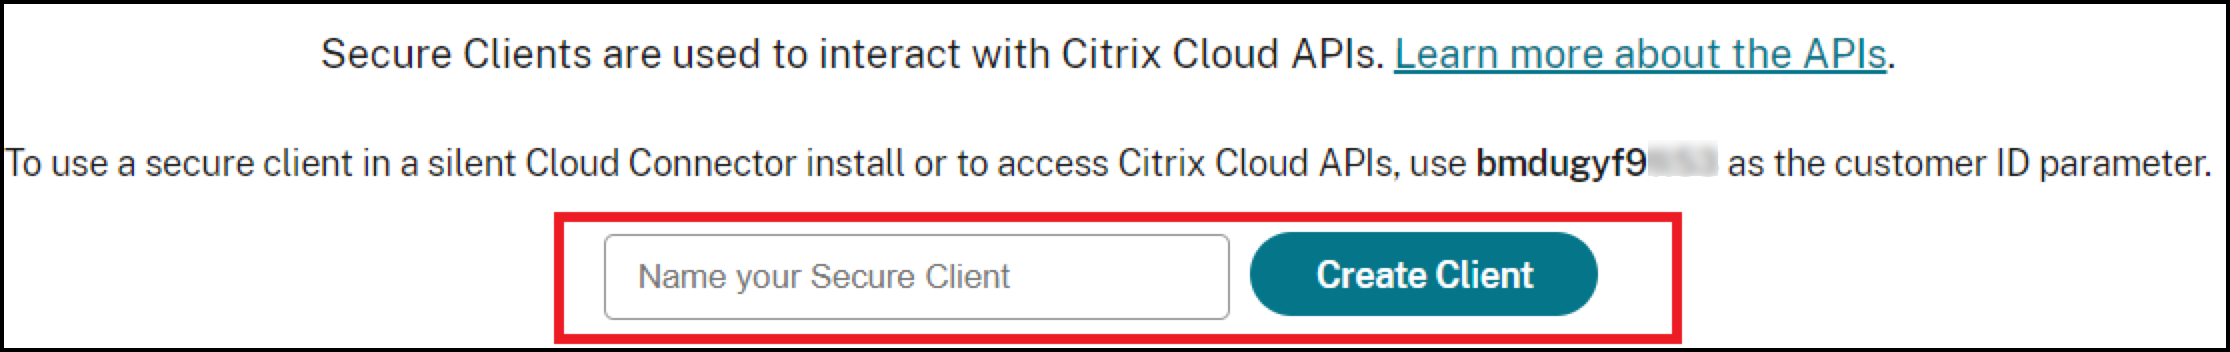 Secure Clients are used to interact with Citrix Cloud APIs. Learn more about the APIs.
To use a secure client in a silent Cloud Connector install or to access Citrix Cloud APIs, use bmdugyf9 as the customer ID parameter.
Name your Secure Client
Create Client